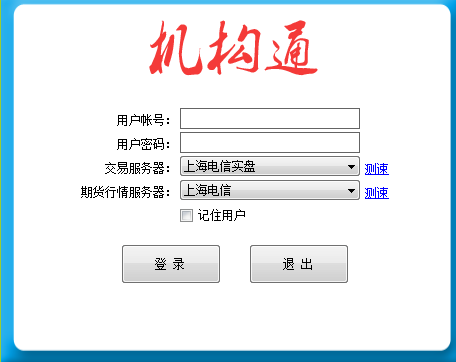 机构通
用户帐号：
用户密码：
交易服务器： 上海电信实盘 测速
期货行情服务器： 上海电信 测速
记住用户
登 录 退 出